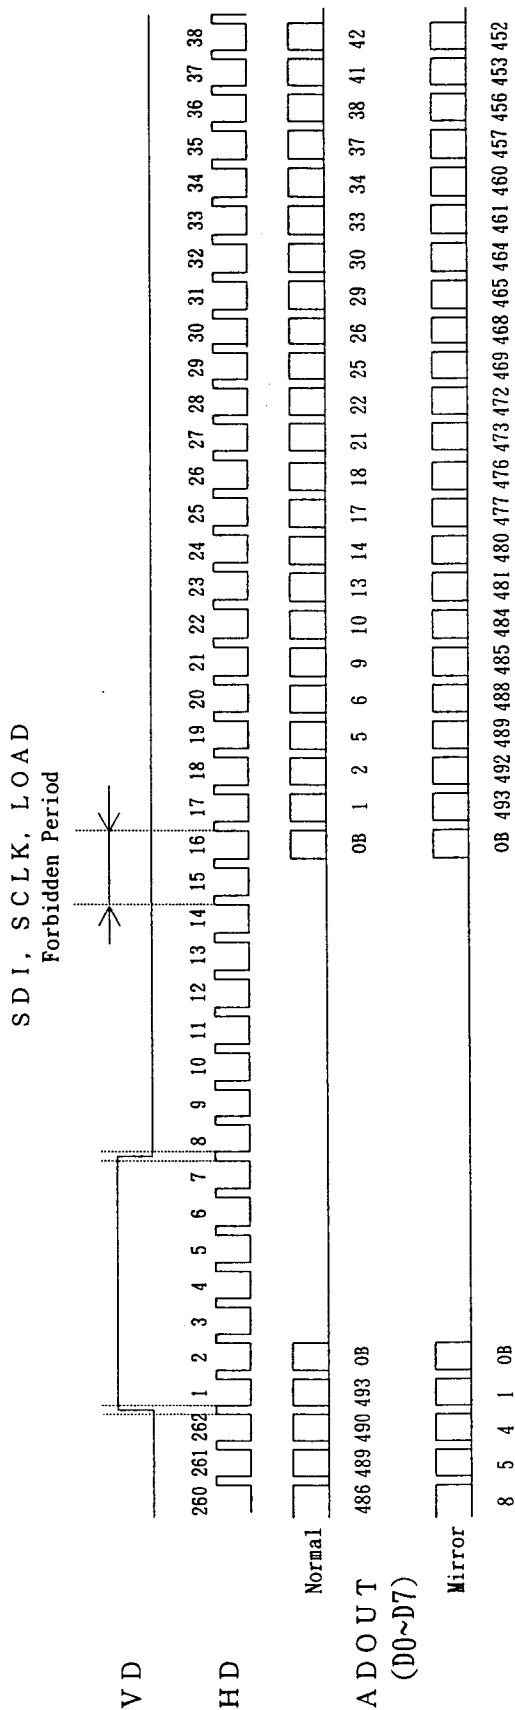 SDI, SCLK, LOAD
Forbidden Period
VD
HD
260 261 262 1 2 3 4 5 6 7 8 9 10 11 12 13 14 15 16 17 18 19 20 21 22 23 24 25 26 27 28 29 30 31 32 33 34 35 36 37 38
Normal
486 489 490 493 OB OB 1 2 5 6 9 10 13 14 17 18 21 22 25 26 29 30 33 34 37 38 41 42
ADOUT
(D0~D7)
Mirror
8 5 4 1 OB OB 493 492 489 488 485 484 481 480 477 476 473 472 469 468 465 464 461 460 457 456 453 452